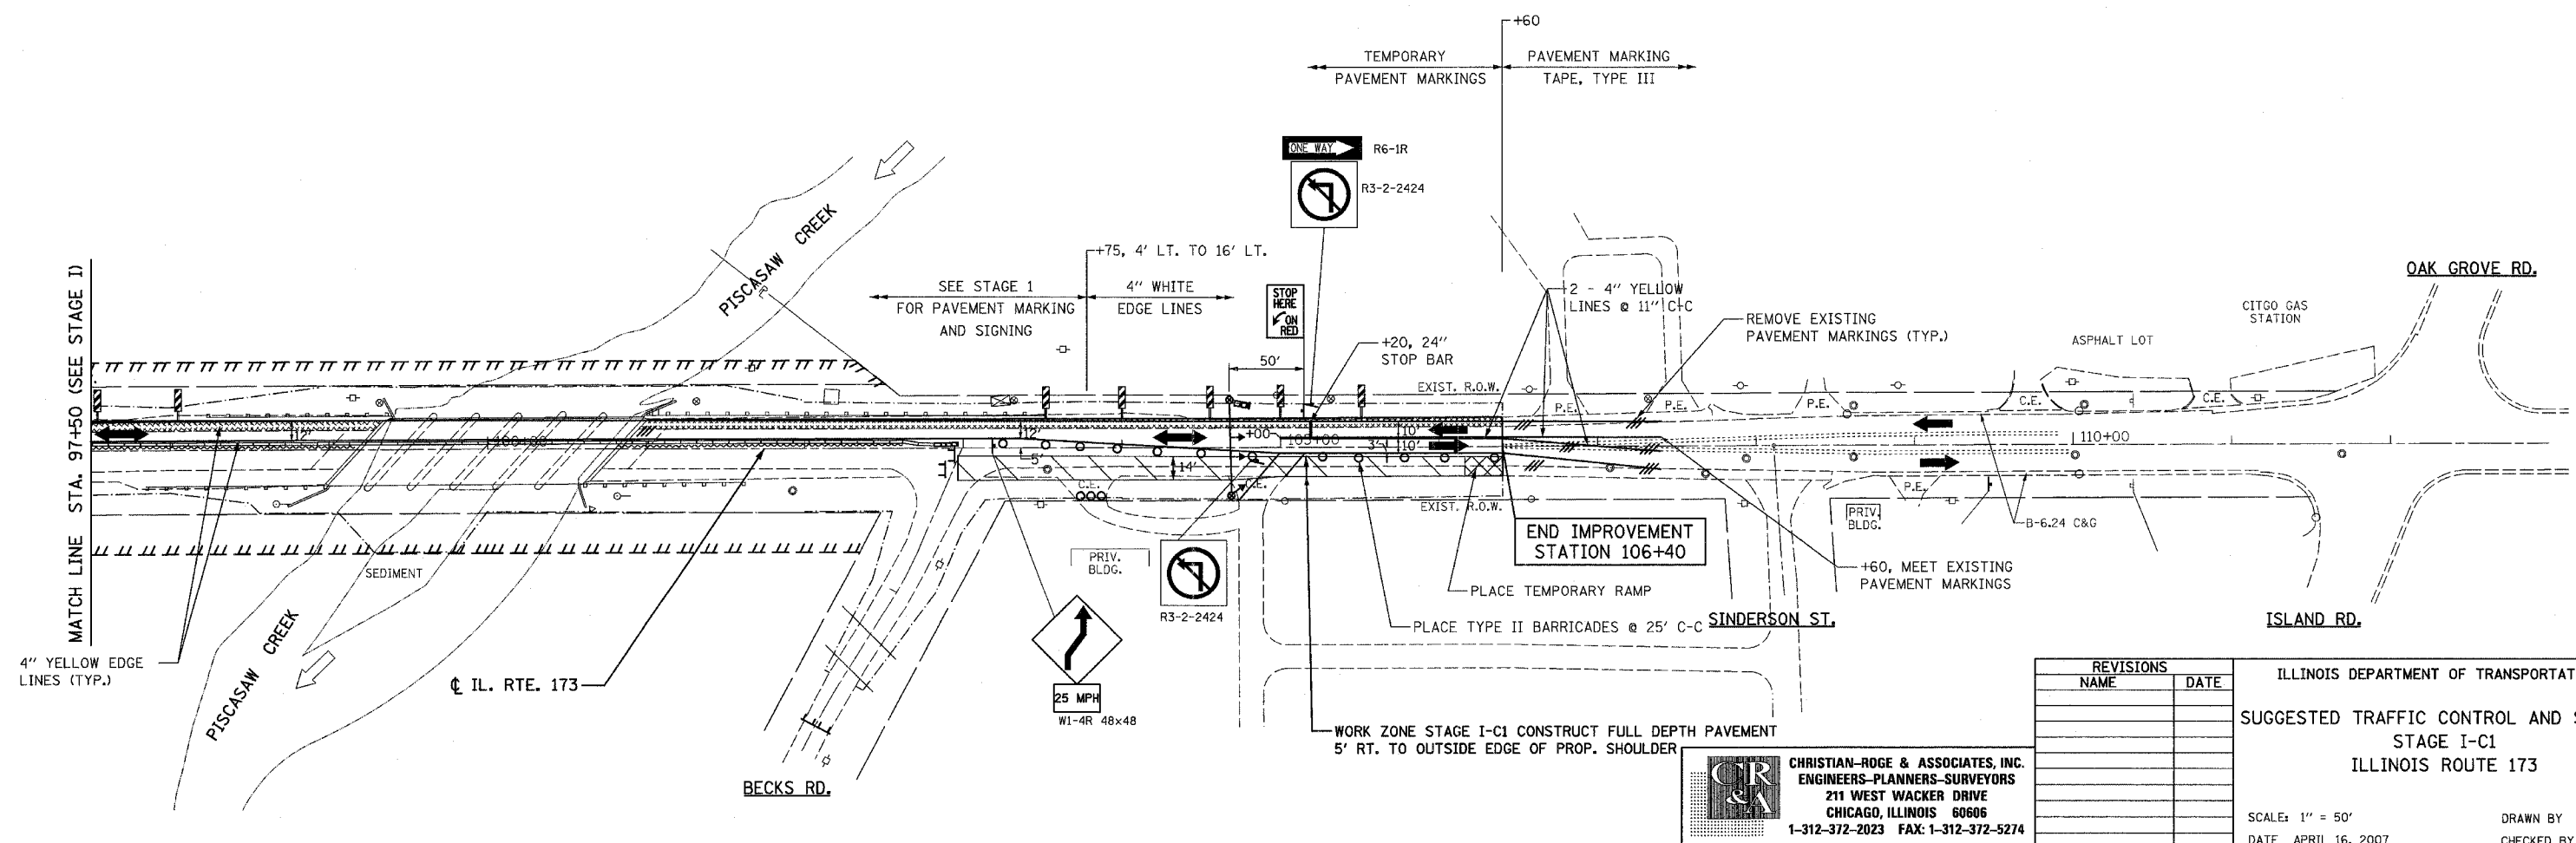 +60
TEMPORARY
PAVEMENT MARKINGS
PAVEMENT MARKING
TAPE, TYPE III
ONE WAY
R6-1R
R3-2-2424
PISCASAW CREEK
+75, 4' LT. TO 16' LT.
SEE STAGE 1
FOR PAVEMENT MARKING
AND SIGNING
4" WHITE
EDGE LINES
STOP
HERE
ON
RED
50'
+20, 24"
STOP BAR
2 - 4" YELLOW
LINES @ 11" C-C
REMOVE EXISTING
PAVEMENT MARKINGS (TYP.)
OAK GROVE RD.
CITGO GAS
STATION
ASPHALT LOT
MATCH LINE STA. 97+50 (SEE STAGE I)
EXIST. R.O.W.
P.E.
P.E.
P.E.
C.E.
C.E.
12'
100+00
12'
5'
14'
+00
105+00
3'
10'
10'
110+00
C.E.
C.E.
EXIST. R.O.W.
P.E.
PRIV.
BLDG.
B-6.24 C&G
END IMPROVEMENT
STATION 106+40
+60, MEET EXISTING
PAVEMENT MARKINGS
SEDIMENT
PRIV.
BLDG.
R3-2-2424
PLACE TEMPORARY RAMP
PLACE TYPE II BARRICADES @ 25' C-C
SINDERSON ST.
ISLAND RD.
4" YELLOW EDGE
LINES (TYP.)
PISCASAW CREEK
℄ IL. RTE. 173
25 MPH
W1-4R 48x48
WORK ZONE STAGE I-C1 CONSTRUCT FULL DEPTH PAVEMENT
5' RT. TO OUTSIDE EDGE OF PROP. SHOULDER
BECKS RD.
CR
&A
CHRISTIAN-ROGE & ASSOCIATES, INC.
ENGINEERS-PLANNERS-SURVEYORS
211 WEST WACKER DRIVE
CHICAGO, ILLINOIS 60606
1-312-372-2023 FAX: 1-312-372-5274
REVISIONS
NAME DATE
ILLINOIS DEPARTMENT OF TRANSPORTAT
SUGGESTED TRAFFIC CONTROL AND S
STAGE I-C1
ILLINOIS ROUTE 173
SCALE: 1" = 50'
DRAWN BY
DATE APRIL 16, 2007
CHECKED BY